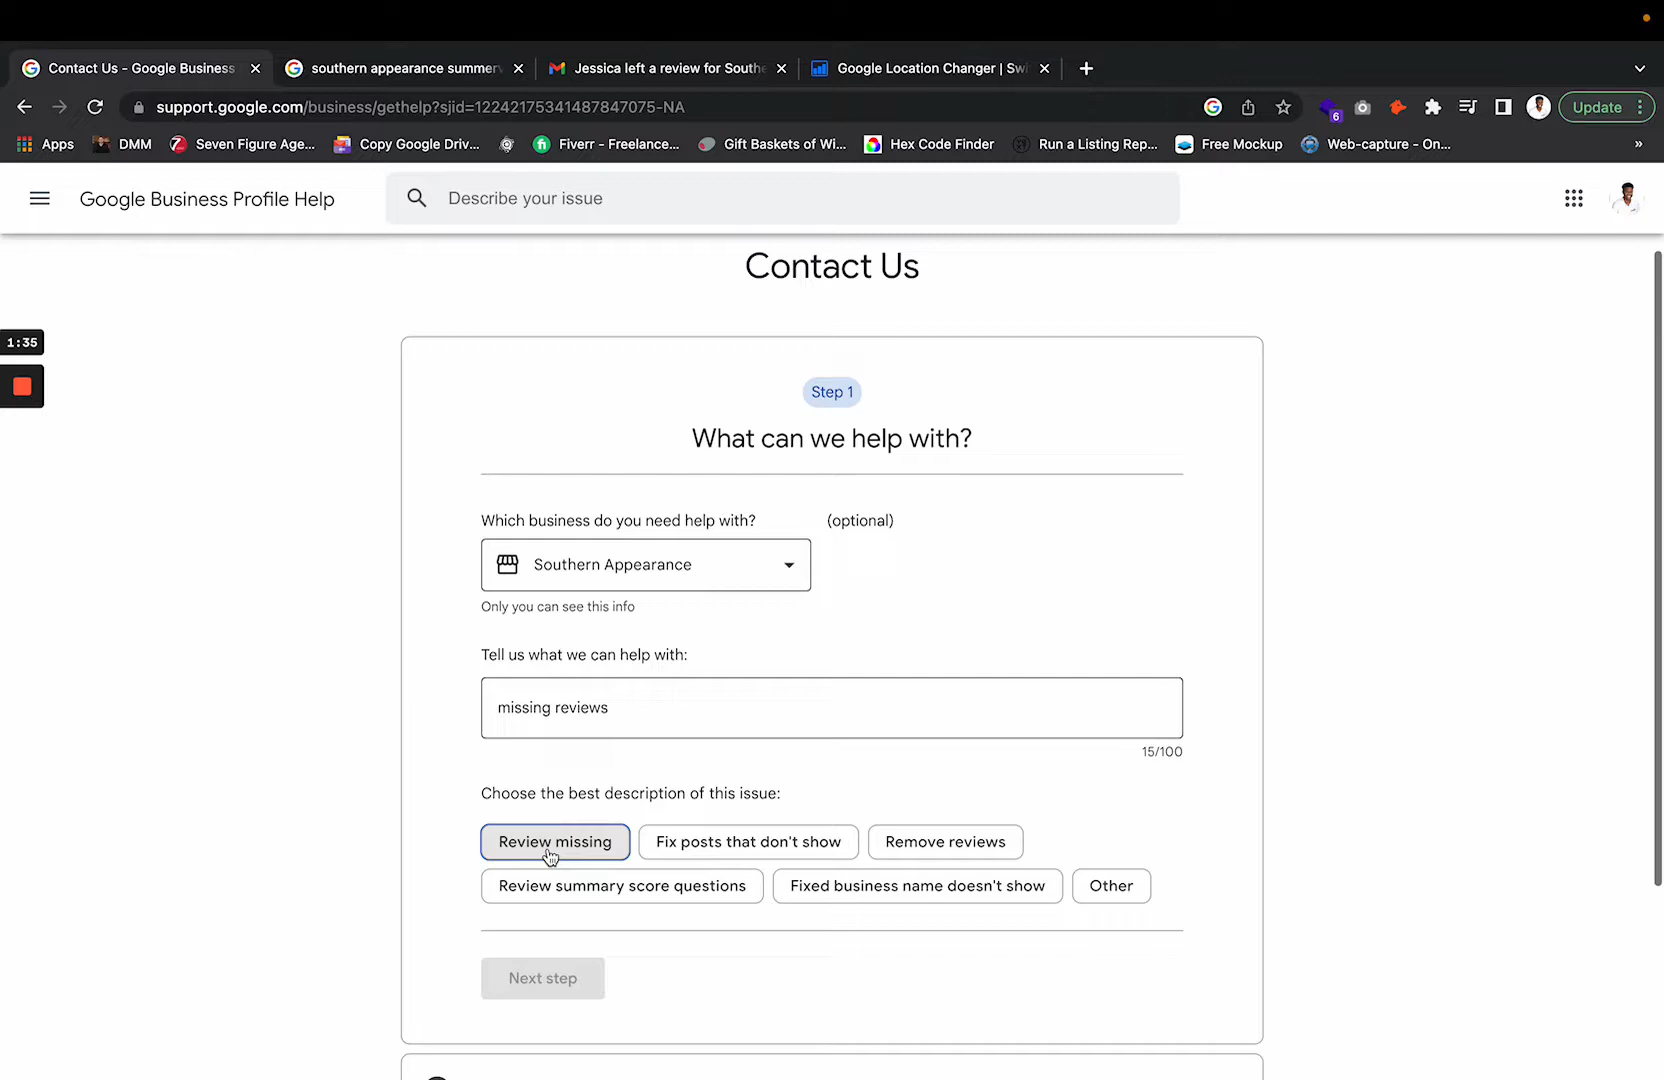 Contact Us - Google Business
southern appearance summer
Jessica left a review for South
Google Location Changer | Sw
support.google.com/business/gethelp?sjid=12242175341487847075-NA
6
Update
Apps
DMM
Seven Figure Age...
Copy Google Driv...
Fiverr - Freelance...
Gift Baskets of Wi...
Hex Code Finder
Run a Listing Rep...
Free Mockup
Web-capture - On...
»
Google Business Profile Help
Describe your issue
Contact Us
1:35
Step 1
What can we help with?
Which business do you need help with? (optional)
Southern Appearance
Only you can see this info
Tell us what we can help with:
missing reviews
15/100
Choose the best description of this issue:
Review missing
Fix posts that don't show
Remove reviews
Review summary score questions
Fixed business name doesn't show
Other
Next step